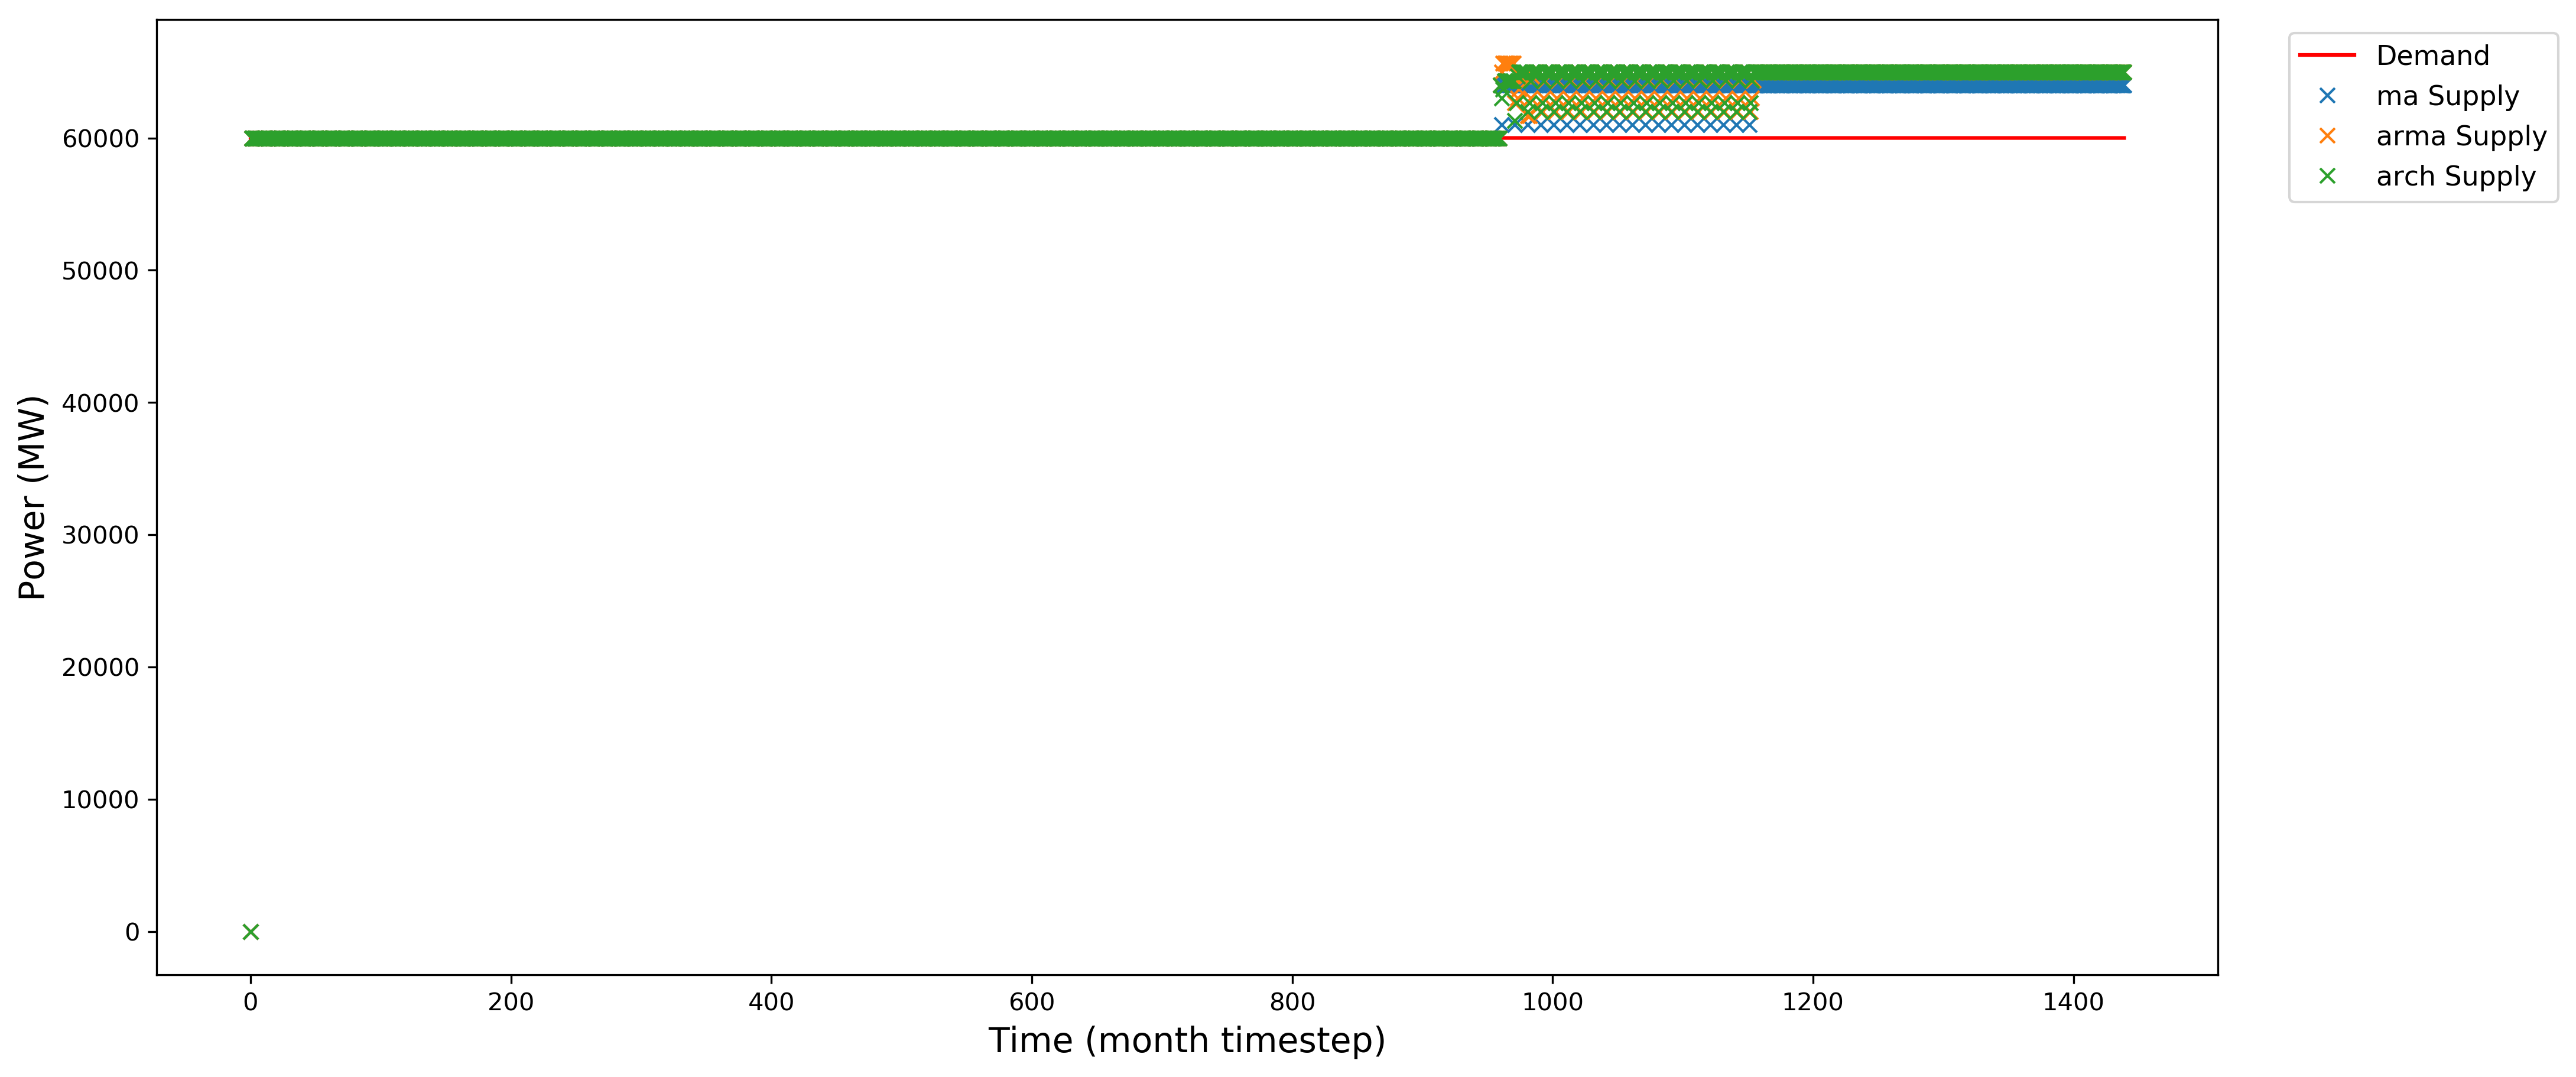 Demand
ma Supply
arma Supply
arch Supply
60000
50000
40000
30000
20000
10000
0
Power (MW)
0 200 400 600 800 1000 1200 1400
Time (month timestep)